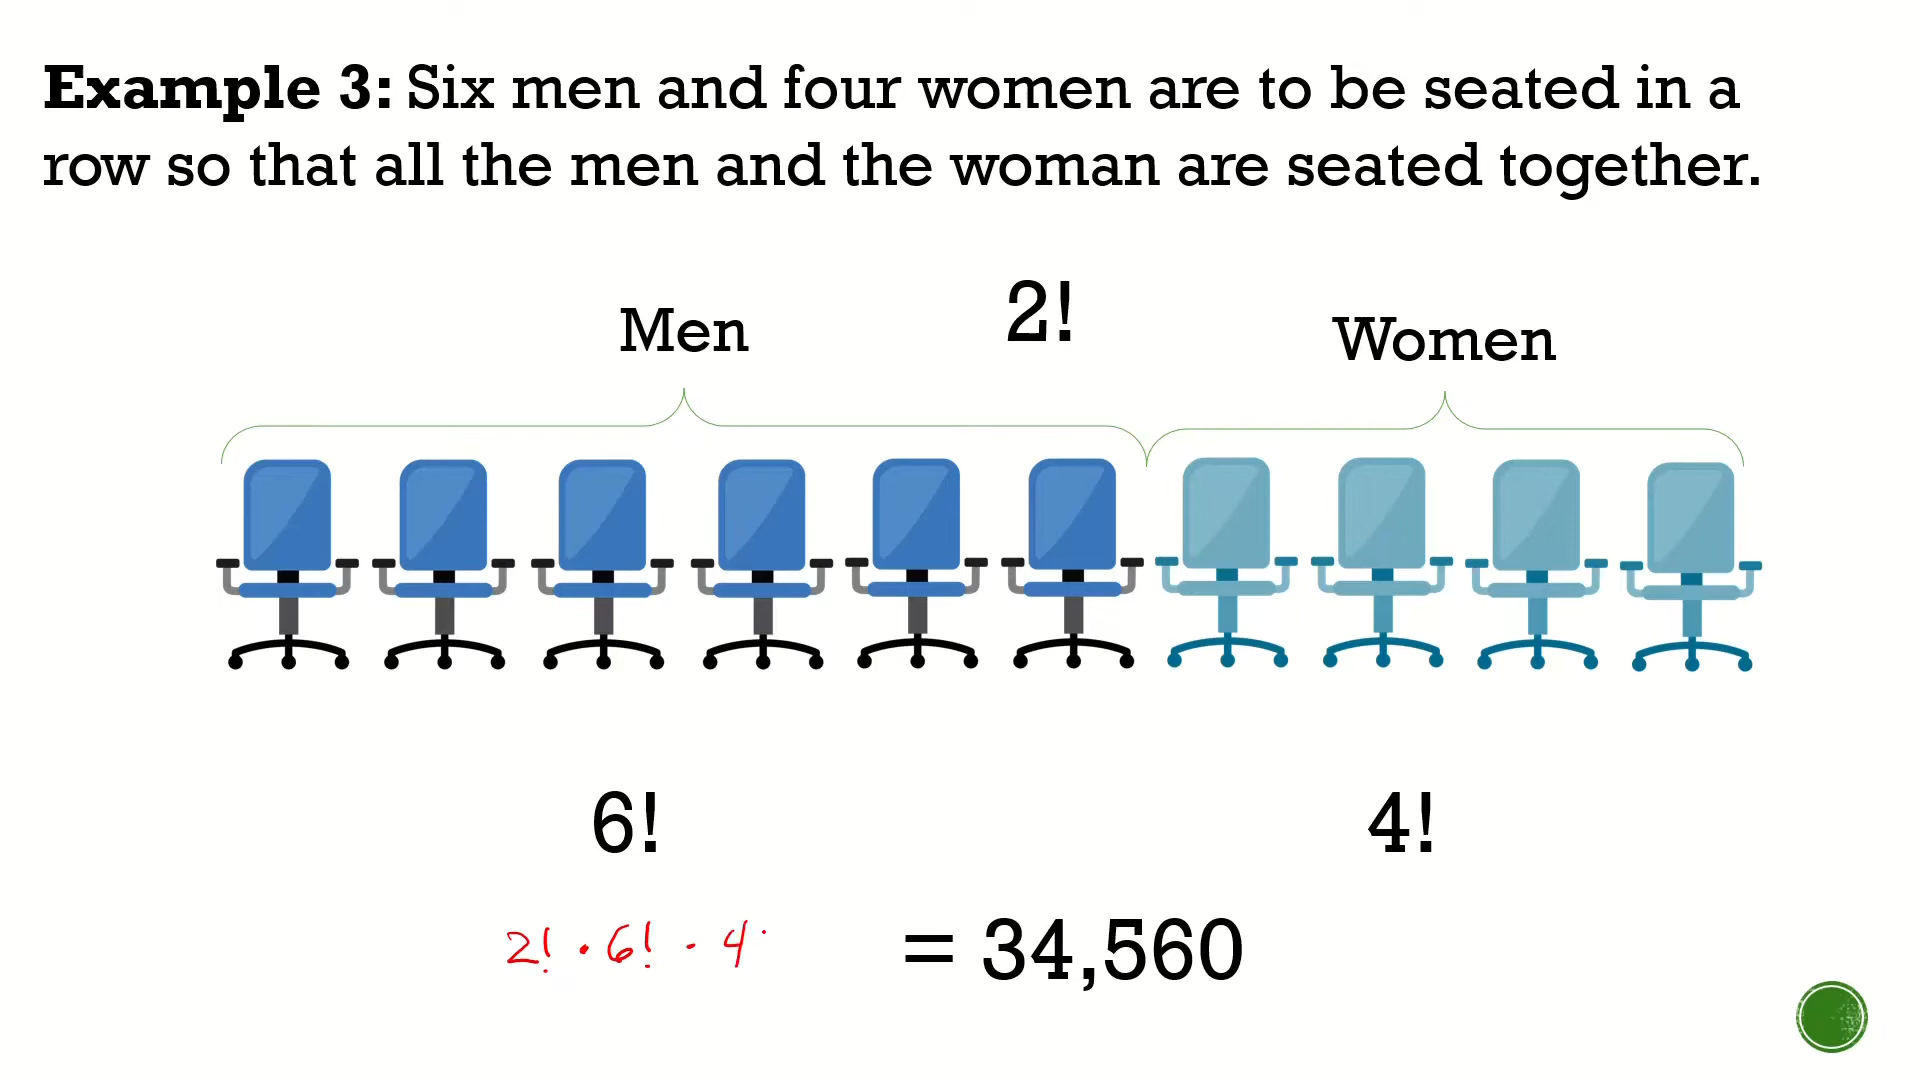 Example 3: Six men and four women are to be seated in a
row so that all the men and the woman are seated together.
2!
Men
Women
6!
4!
2! · 6! · 4
= 34,560